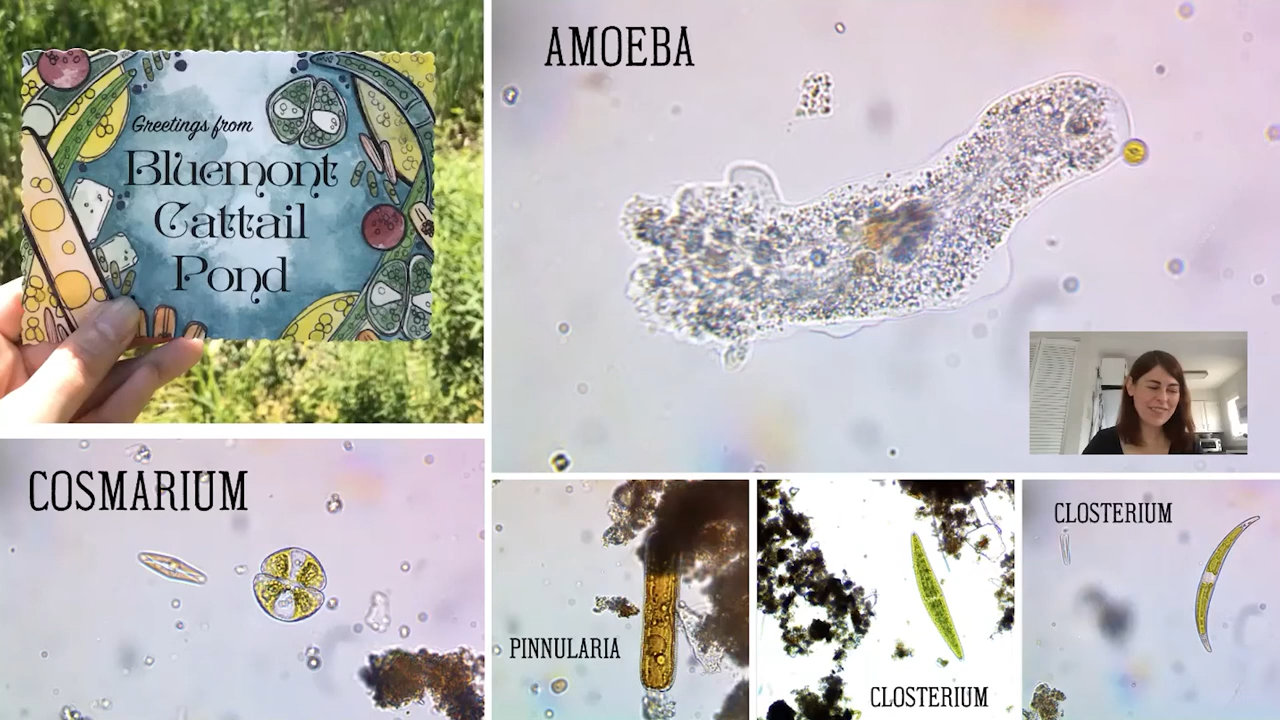 Greetings from
Bluemont
Cattail
Pond
AMOEBA
COSMARIUM
PINNULARIA
CLOSTERIUM
CLOSTERIUM